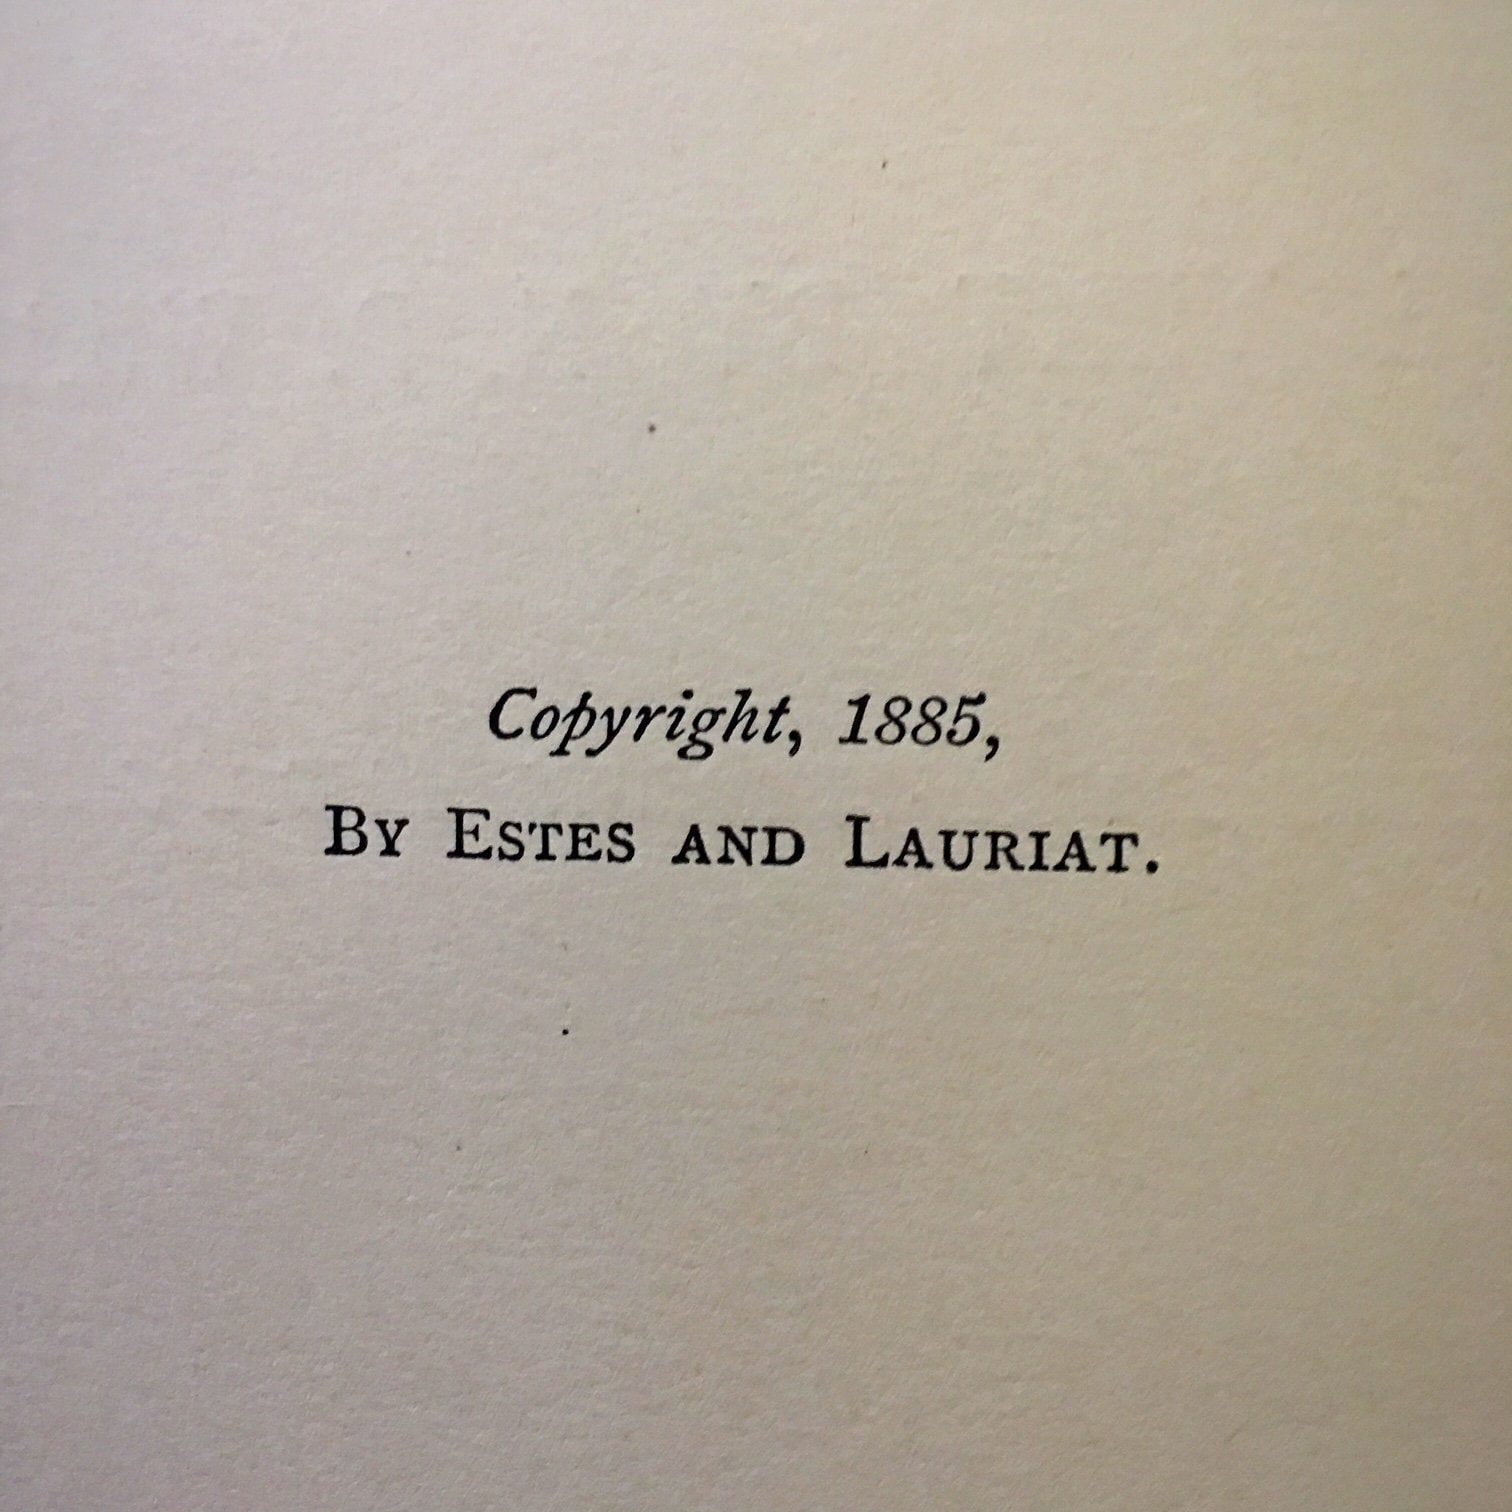 Copyright, 1885,
By Estes and Lauriat.